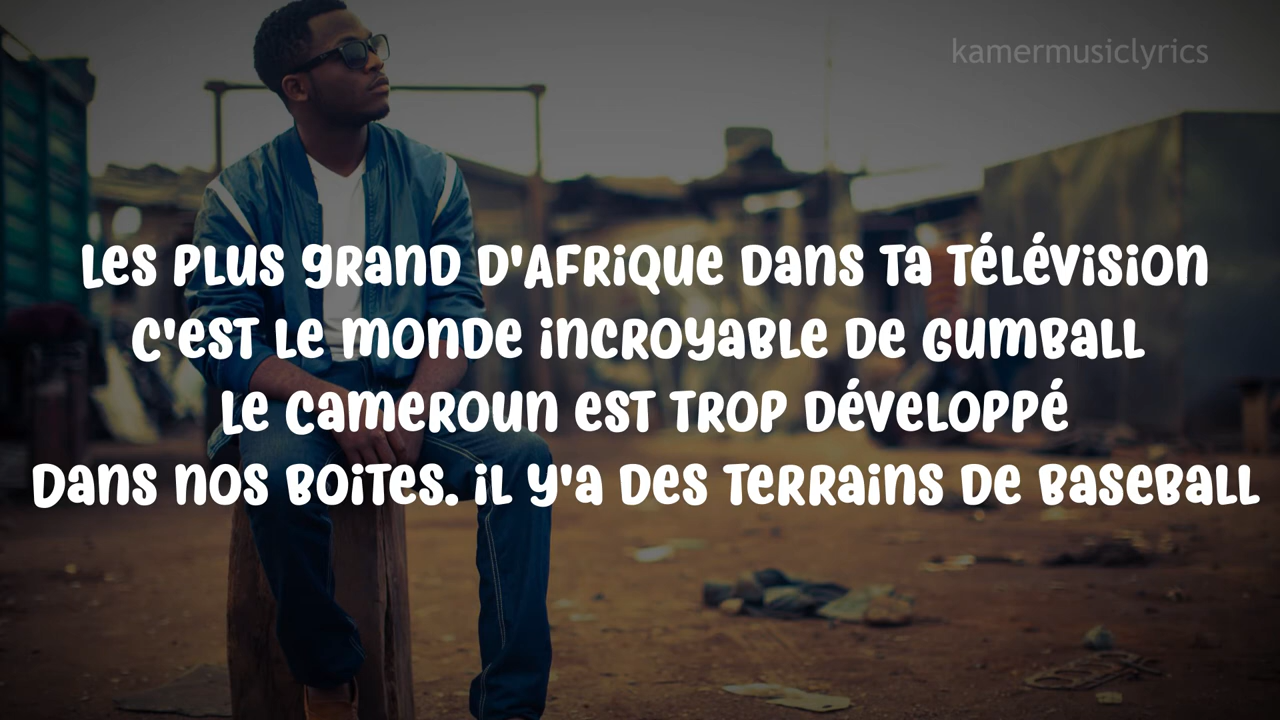 kamermusiclyrics
Les plus grand d'Afrique dans ta télévision
C'est le monde incroyable de Gumball
Le Cameroun est trop développé
Dans nos boites. il y'a des terrains de baseball